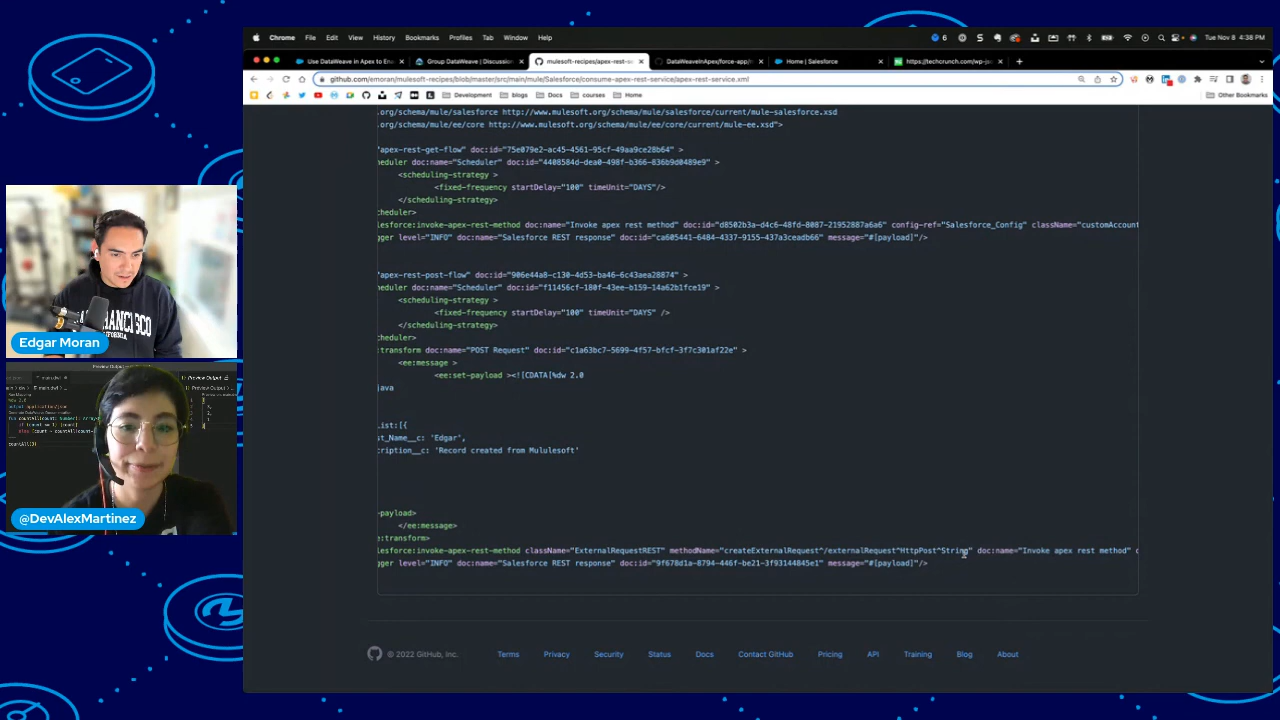 Chrome File Edit View History Bookmarks Profiles Tab Window Help
6
Tue Nov 8 4:38 PM
Use DataWeave in Apex to Enh
Group DataWeave | Discussion
mulesoft-recipes/apex-rest-se
DataWeaveInApex/force-app/m
Home | Salesforce
https://techcrunch.com/wp-jso
github.com/emoran/mulesoft-recipes/blob/master/src/main/mule/Salesforce/consume-apex-rest-service/apex-rest-service.xml
Development blogs Docs courses Home Other Bookmarks
.org/schema/mule/salesforce http://www.mulesoft.org/schema/mule/salesforce/current/mule-salesforce.xsd
.org/schema/mule/ee/core http://www.mulesoft.org/schema/mule/ee/core/current/mule-ee.xsd">
"apex-rest-get-flow" doc:id="75e079e2-ac45-4561-95cf-49aa9ce28b64" >
heduler doc:name="Scheduler" doc:id="4408584d-dea0-498f-b366-836b9d0489e9" >
<scheduling-strategy >
<fixed-frequency startDelay="100" timeUnit="DAYS"/>
</scheduling-strategy>
cheduler>
lesforce:invoke-apex-rest-method doc:name="Invoke apex rest method" doc:id="d8502b3a-d4c6-48fd-8087-21952887a6a6" config-ref="Salesforce_Config" className="customAccount
gger level="INFO" doc:name="Salesforce REST response" doc:id="ca605441-6484-4337-9155-437a3ceadb66" message="#[payload]"/>
"apex-rest-post-flow" doc:id="906e44a8-c130-4d53-ba46-6c43aea28874" >
heduler doc:name="Scheduler" doc:id="f11456cf-180f-43ee-b159-14a62b1fce19" >
<scheduling-strategy >
<fixed-frequency startDelay="100" timeUnit="DAYS" />
</scheduling-strategy>
cheduler>
:transform doc:name="POST Request" doc:id="c1a63bc7-5699-4f57-bfcf-3f7c301af22e" >
<ee:message >
<ee:set-payload ><![CDATA[%dw 2.0
java
List:[{
st_Name__c: 'Edgar',
cription__c: 'Record created from Mululesoft'
-payload>
</ee:message>
e:transform>
lesforce:invoke-apex-rest-method className="ExternalRequestREST" methodName="createExternalRequest^/externalRequest^HttpPost^String" doc:name="Invoke apex rest method" d
gger level="INFO" doc:name="Salesforce REST response" doc:id="9f678d1a-8794-446f-be21-3f93144845e1" message="#[payload]"/>
© 2022 GitHub, Inc. Terms Privacy Security Status Docs Contact GitHub Pricing API Training Blog About
Edgar Moran
Preview Output
@DevAlexMartinez